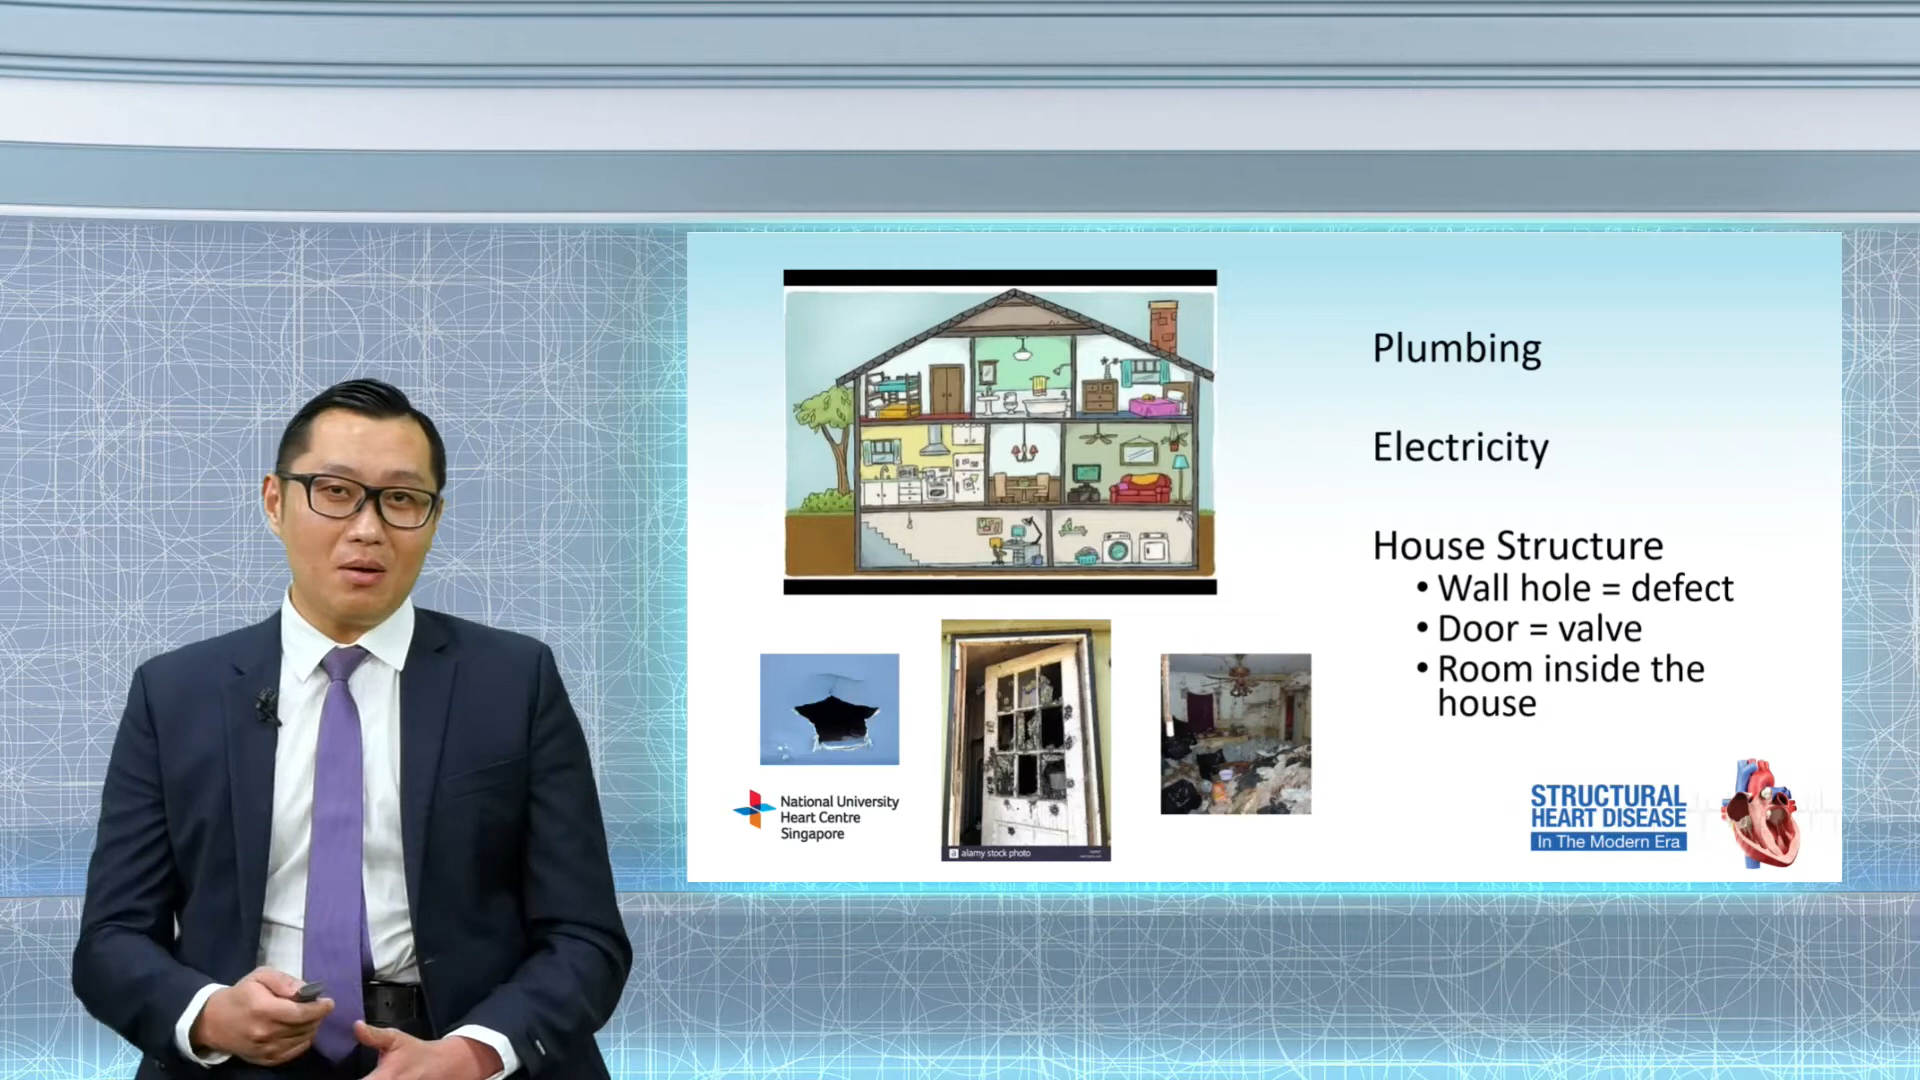 Plumbing
Electricity
House Structure
• Wall hole = defect
• Door = valve
• Room inside the
house
National University
Heart Centre
Singapore
a alamy stock photo
STRUCTURAL
HEART DISEASE
In The Modern Era